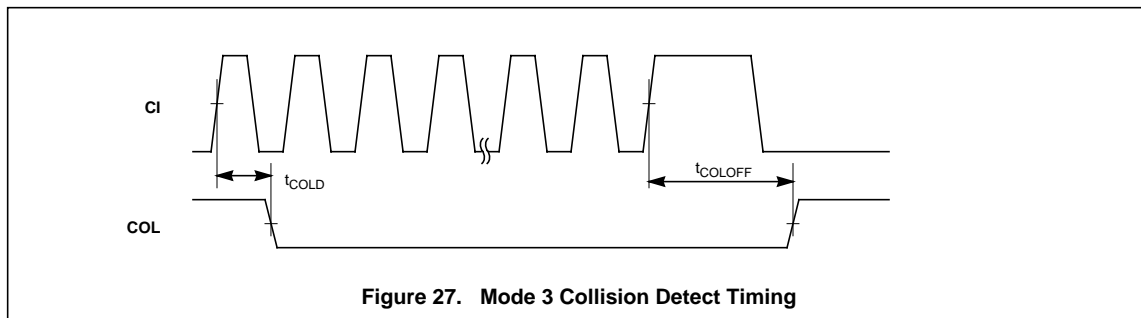 CI
tCOLD
tCOLOFF
COL
Figure 27. Mode 3 Collision Detect Timing